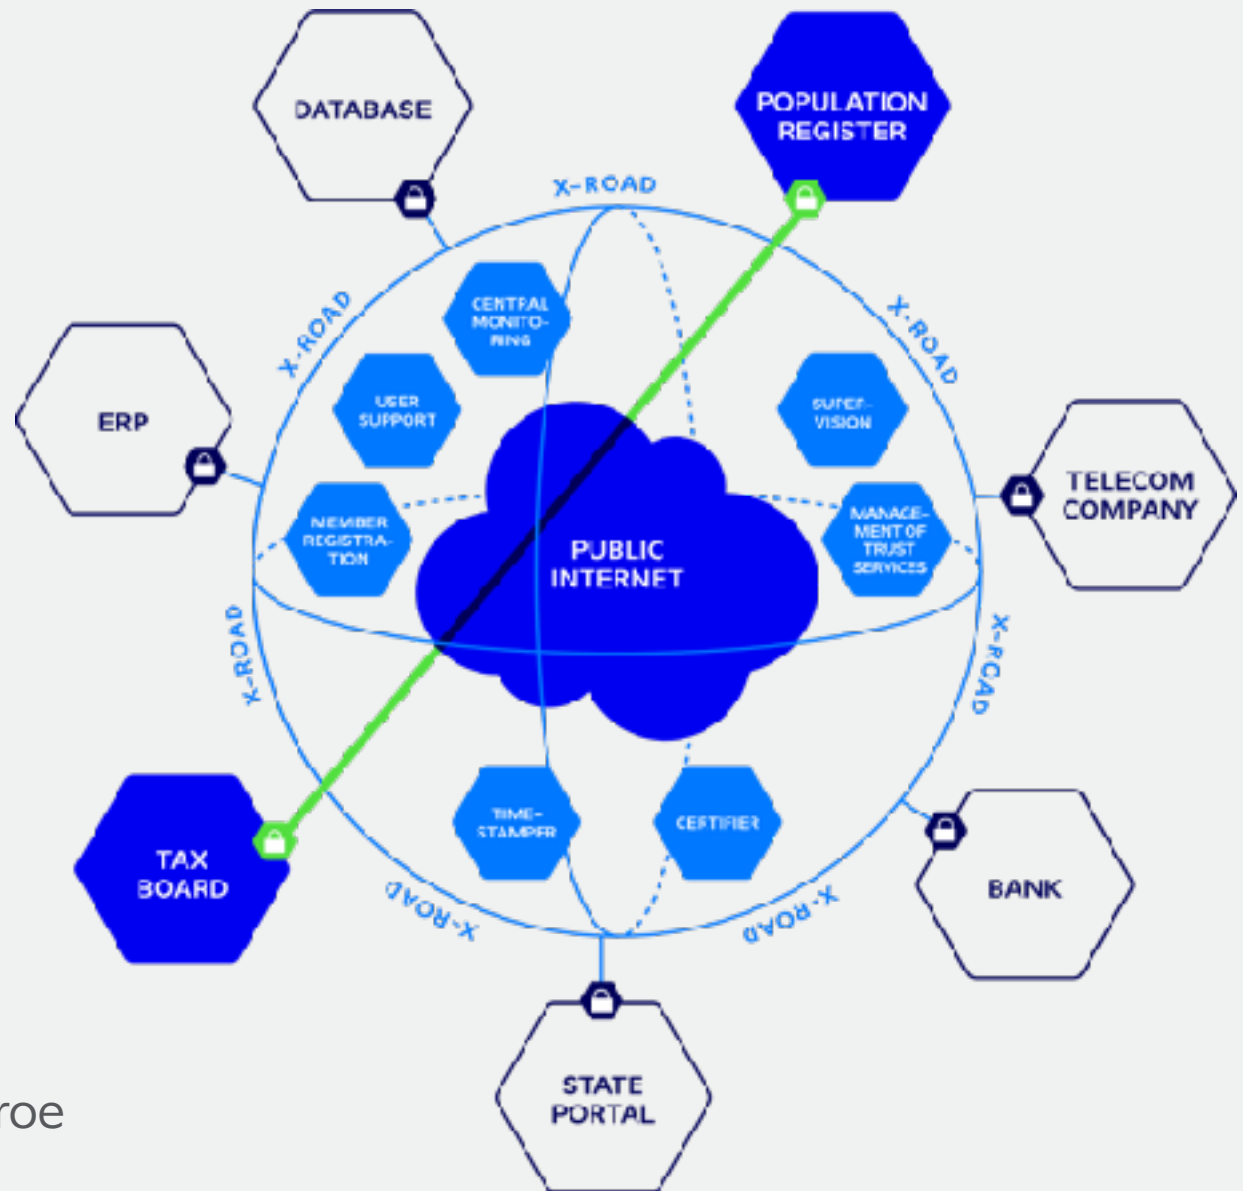 DATABASE
POPULATION
REGISTER
X-ROAD
X-ROAD
X-ROAD
CENTRAL
MONITO-
RING
USER
SUPPORT
SUPER-
VISION
ERP
TELECOM
COMPANY
MEMBER
REGISTRA-
TION
MANAGE-
MENT OF
TRUST
SERVICES
PUBLIC
INTERNET
X-ROAD
X-ROAD
TIME-
STAMPER
CERTIFIER
TAX
BOARD
X-ROAD
X-ROAD
BANK
STATE
PORTAL
roe